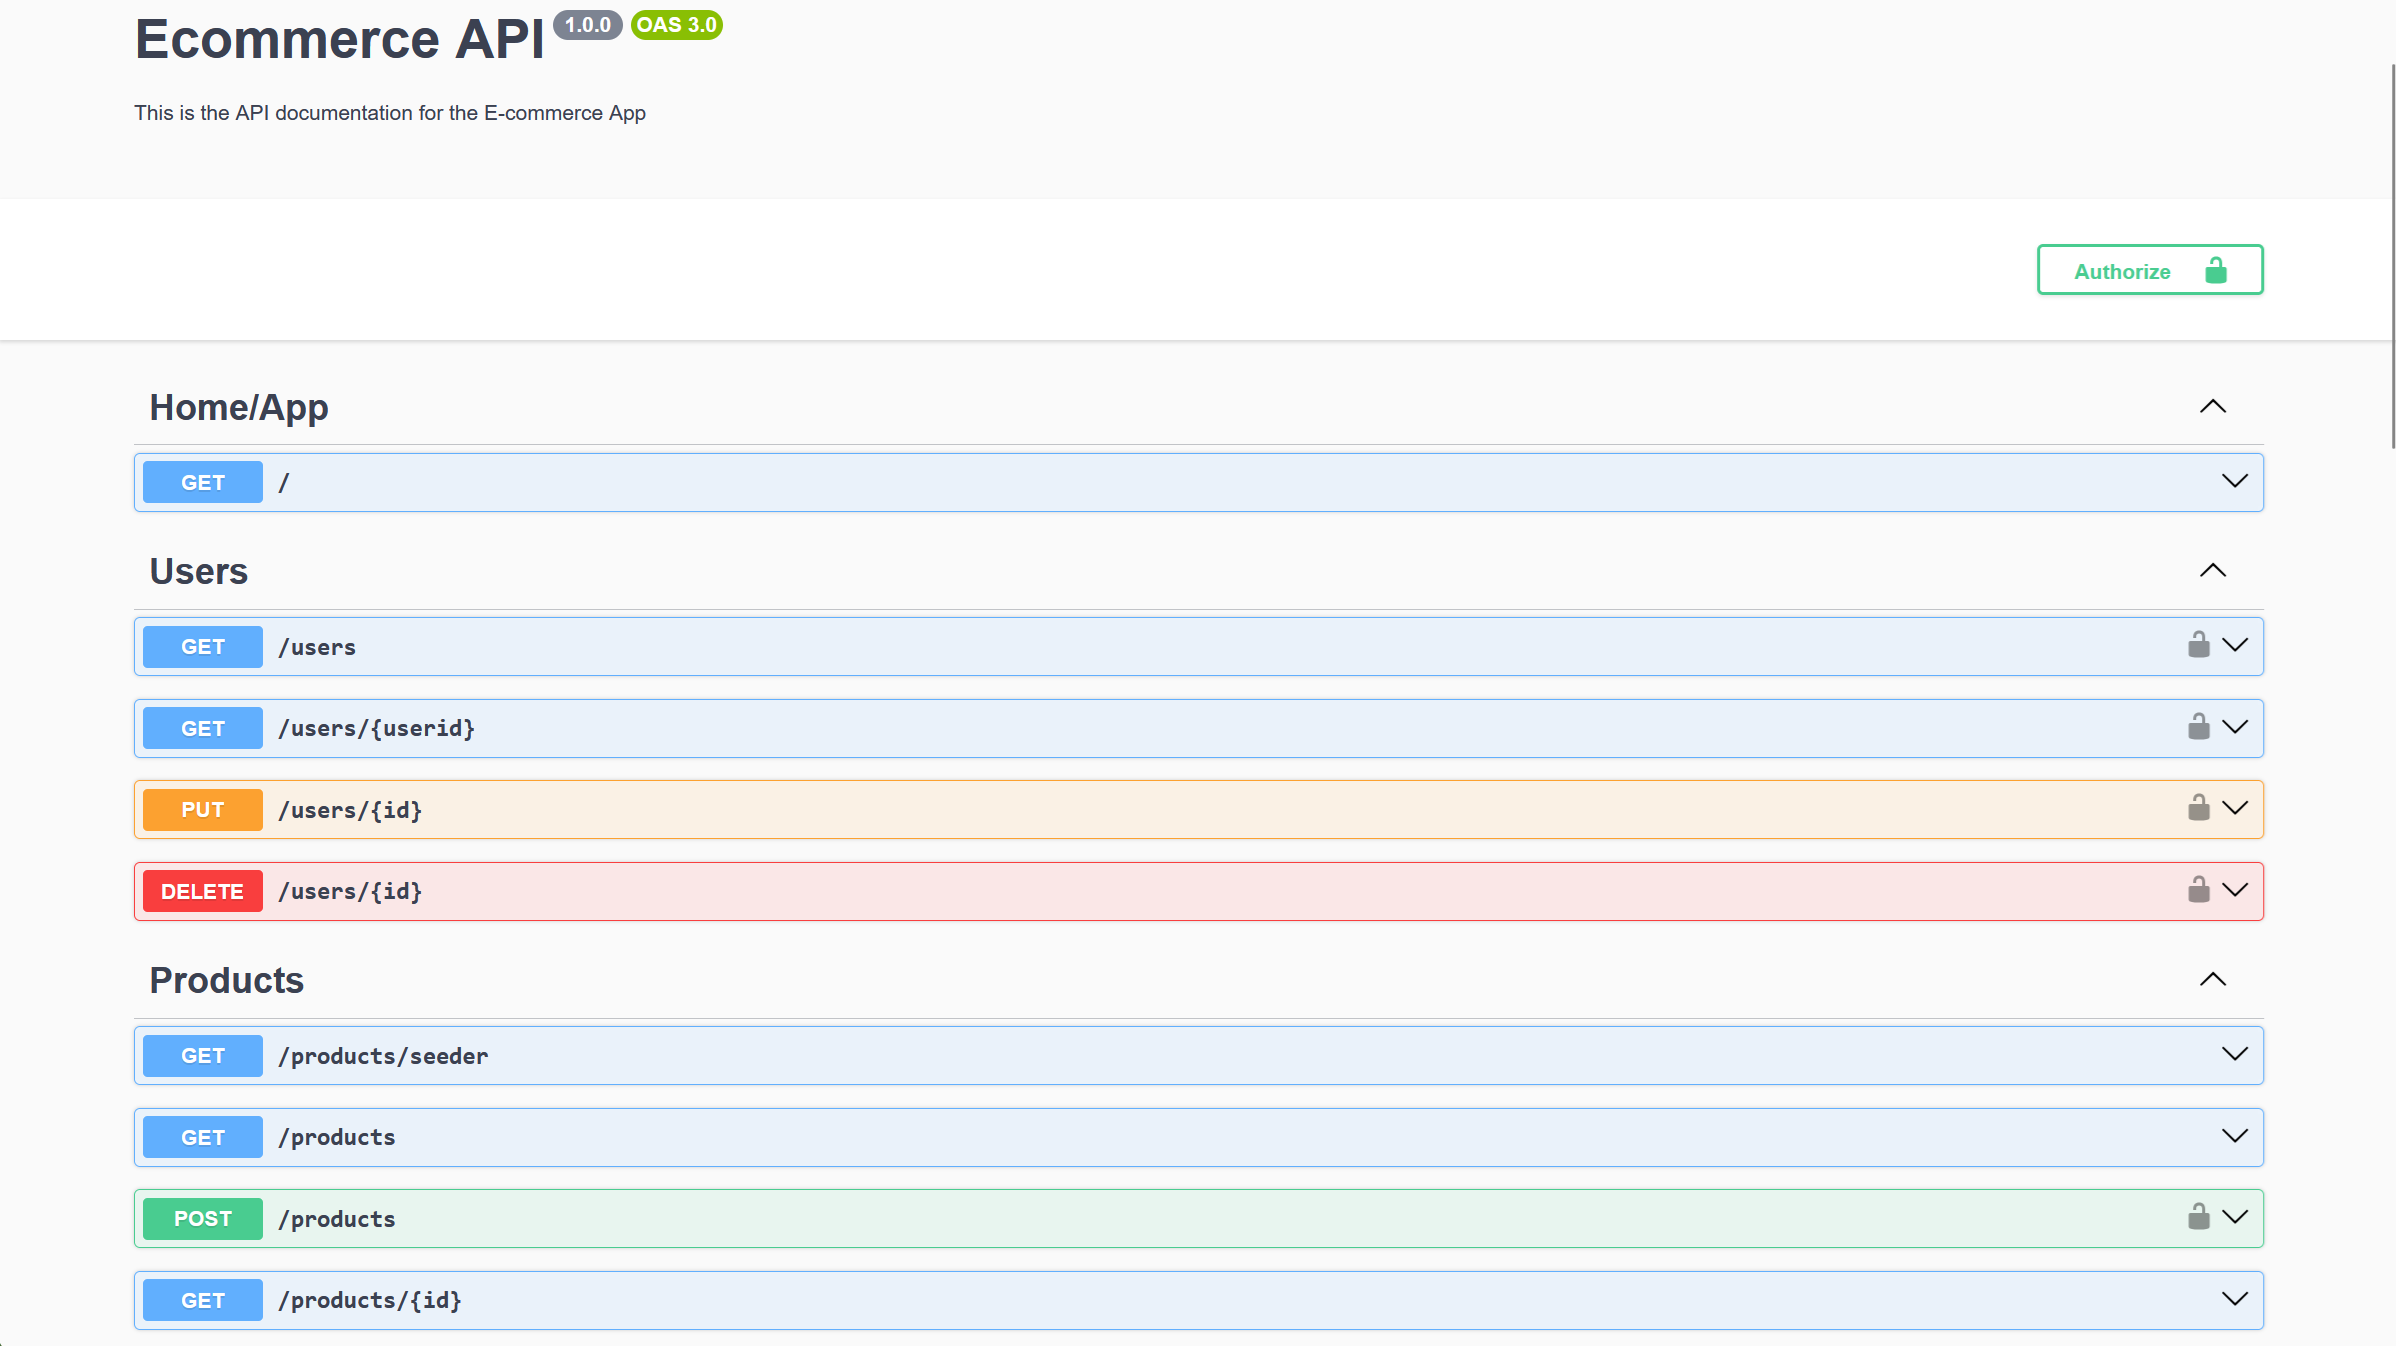 Ecommerce API 1.0.0 OAS 3.0
This is the API documentation for the E-commerce App
Authorize
Home/App
GET /
Users
GET /users
GET /users/{userid}
PUT /users/{id}
DELETE /users/{id}
Products
GET /products/seeder
GET /products
POST /products
GET /products/{id}